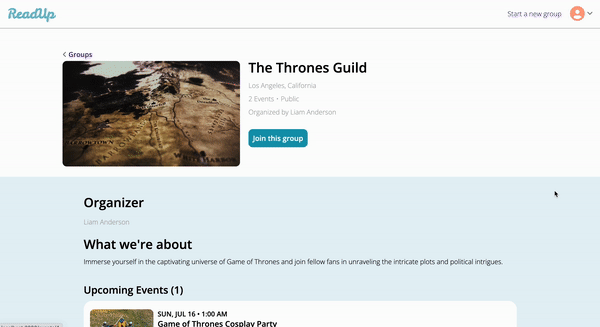 ReadUp
Start a new group
< Groups
The Thrones Guild
Los Angeles, California
2 Events • Public
Organized by Liam Anderson
Join this group
Organizer
Liam Anderson
What we're about
Immerse yourself in the captivating universe of Game of Thrones and join fellow fans in unraveling the intricate plots and political intrigues.
Upcoming Events (1)
SUN, JUL 16 • 1:00 AM
Game of Thrones Cosplay Party